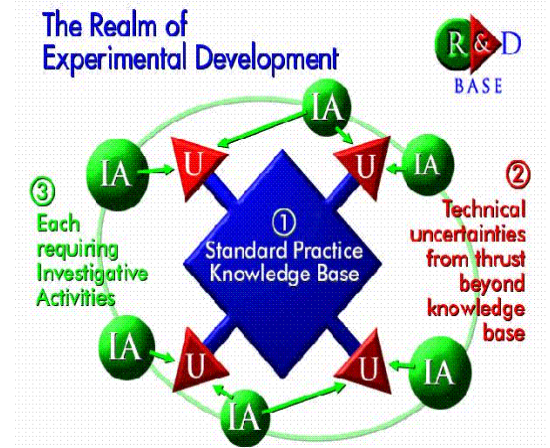 The Realm of
Experimental Development
R&D
BASE
IA
IA
U
U
IA
①
Standard Practice
Knowledge Base
②
Technical
uncertainties
from thrust
beyond
knowledge
base
③
Each
requiring
Investigative
Activities
IA
U
U
IA
IA